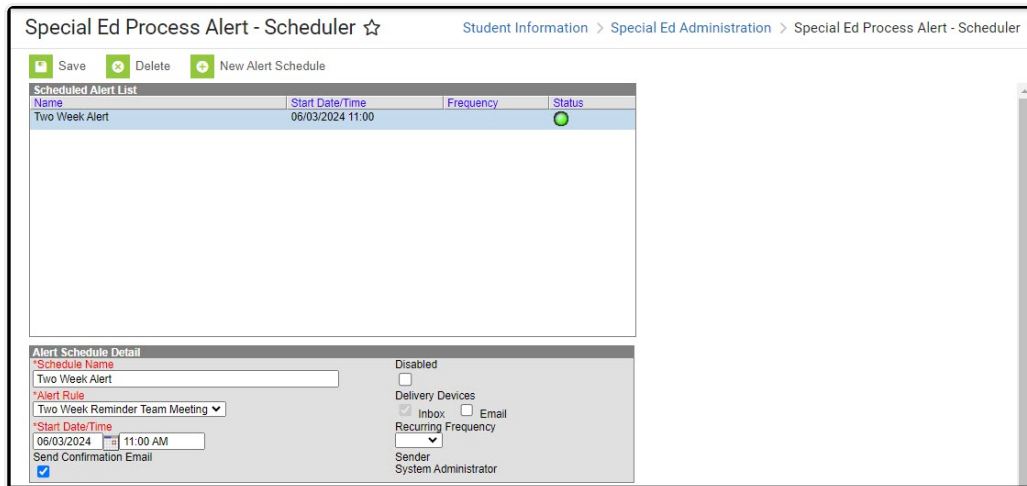 Special Ed Process Alert - Scheduler ☆
Student Information > Special Ed Administration > Special Ed Process Alert - Scheduler
Save Delete New Alert Schedule
Scheduled Alert List
Name Start Date/Time Frequency Status
Two Week Alert 06/03/2024 11:00
Alert Schedule Detail
*Schedule Name Disabled
Two Week Alert
*Alert Rule Delivery Devices
Two Week Reminder Team Meeting Inbox Email
*Start Date/Time Recurring Frequency
06/03/2024 11:00 AM
Send Confirmation Email Sender
System Administrator